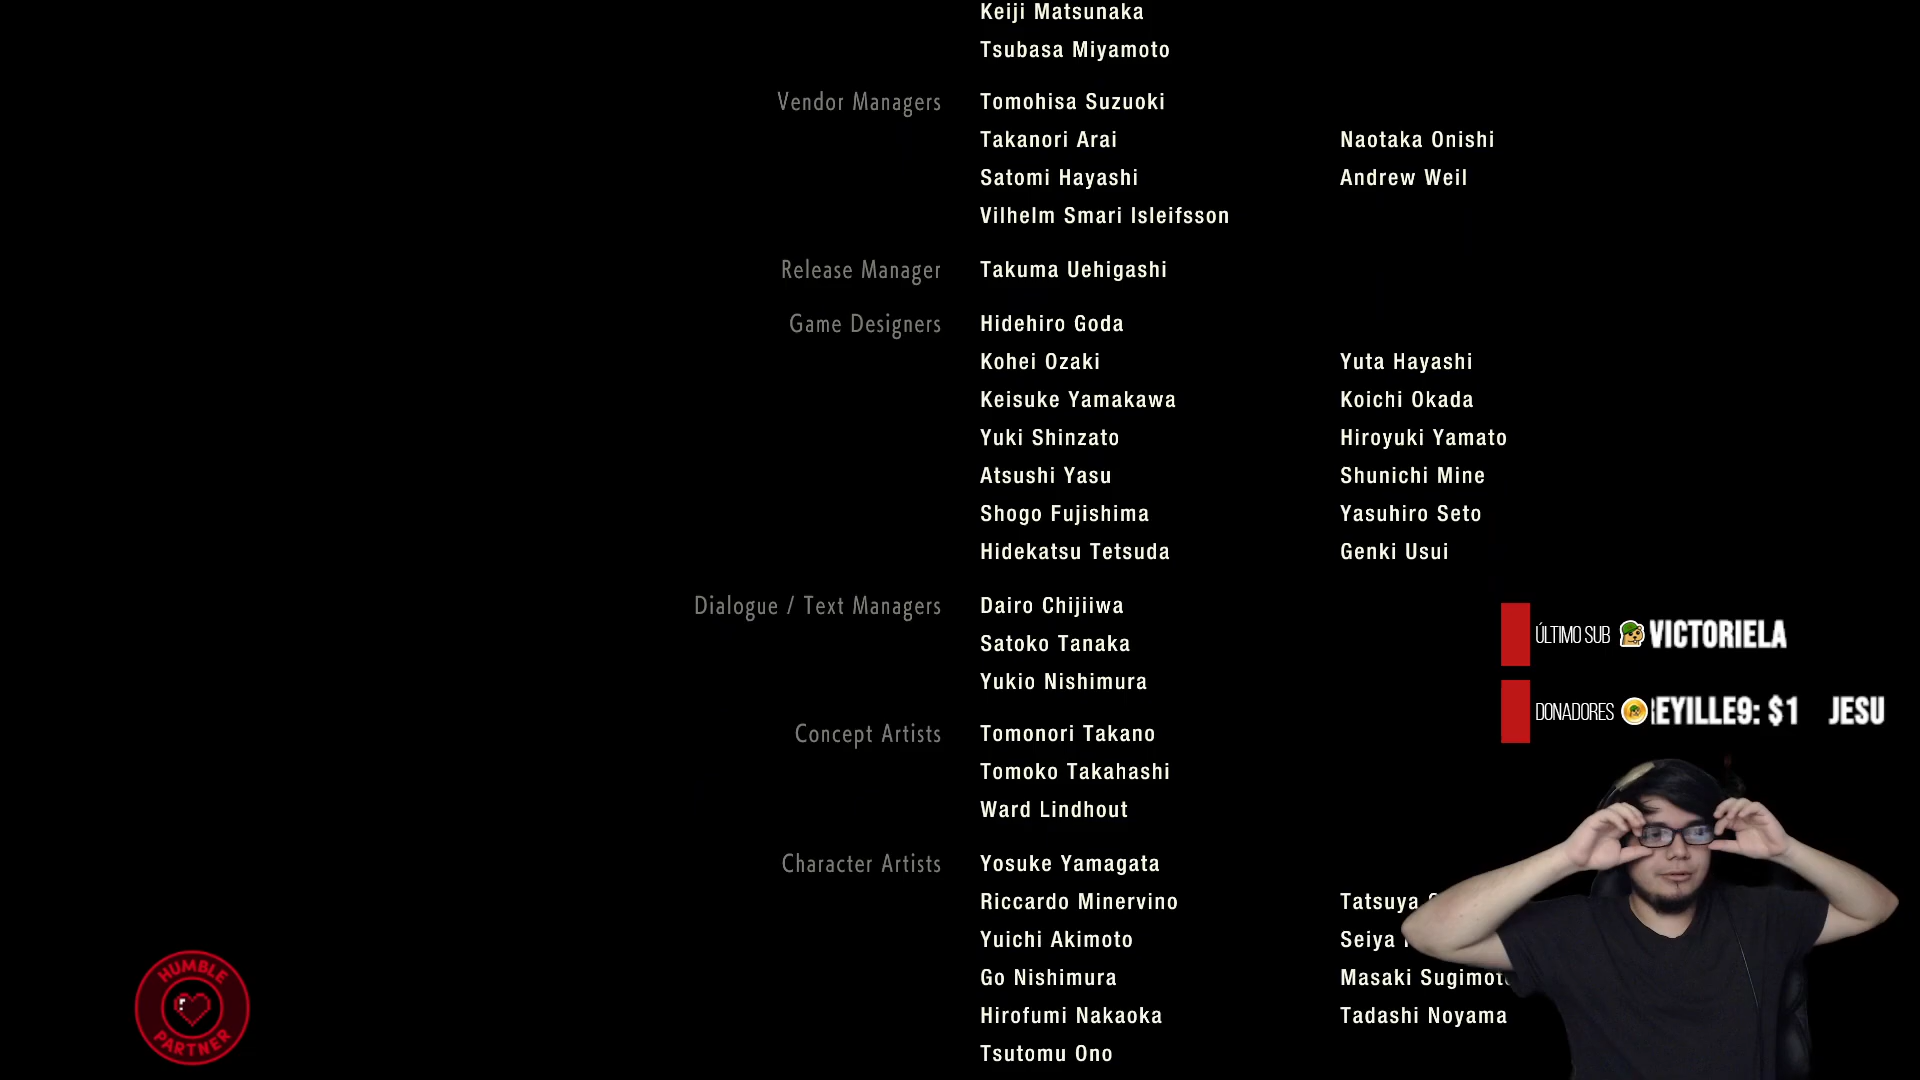 Keiji Matsunaka
Tsubasa Miyamoto
Vendor Managers Tomohisa Suzuoki
Takanori Arai Naotaka Onishi
Satomi Hayashi Andrew Weil
Vilhelm Smari Isleifsson
Release Manager Takuma Uehigashi
Game Designers Hidehiro Goda
Kohei Ozaki Yuta Hayashi
Keisuke Yamakawa Koichi Okada
Yuki Shinzato Hiroyuki Yamato
Atsushi Yasu Shunichi Mine
Shogo Fujishima Yasuhiro Seto
Hidekatsu Tetsuda Genki Usui
Dialogue / Text Managers Dairo Chijiiwa
Satoko Tanaka
Yukio Nishimura
ÚLTIMO SUB VICTORIELA
DONADORES EYILLE9: $1 JESU
Concept Artists Tomonori Takano
Tomoko Takahashi
Ward Lindhout
Character Artists Yosuke Yamagata
Riccardo Minervino Tatsuya
Yuichi Akimoto Seiya
Go Nishimura Masaki
Hirofumi Nakaoka Tadashi Noyama
Tsutomu Ono
HUMBLE
PARTNER